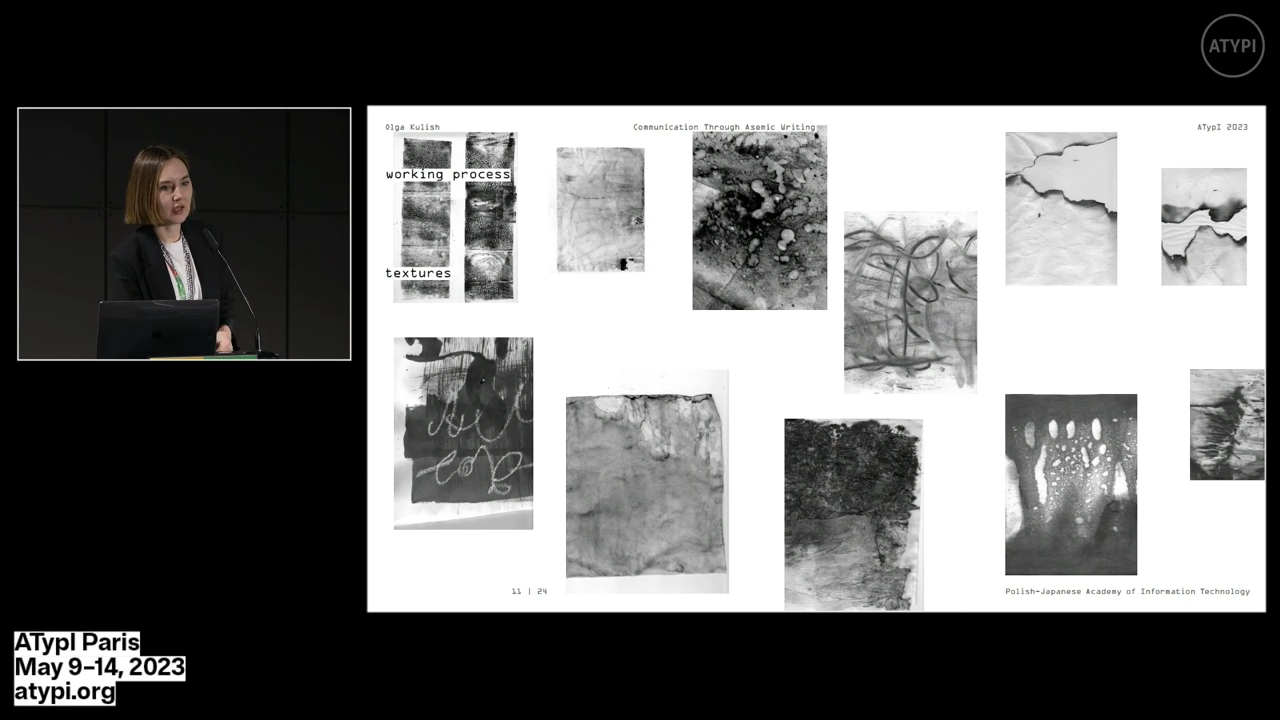 ATYPI
Olga Kulish
Communication Through Asemic Writing
ATypI 2023
working process
textures
11 | 24
Polish-Japanese Academy of Information Technology
ATypI Paris
May 9–14, 2023
atypi.org